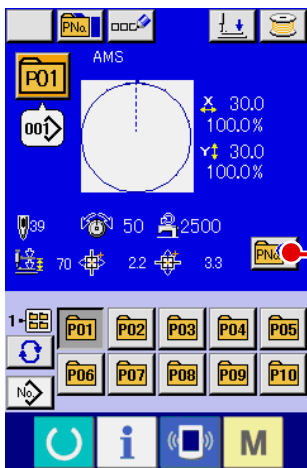 PNo.
AMS
P01
001
X 30.0
100.0%
Y 30.0
100.0%
39 50 2500
70 2.2 3.3
PNo.
1- P01 P02 P03 P04 P05
No. P06 P07 P08 P09 P10
i M